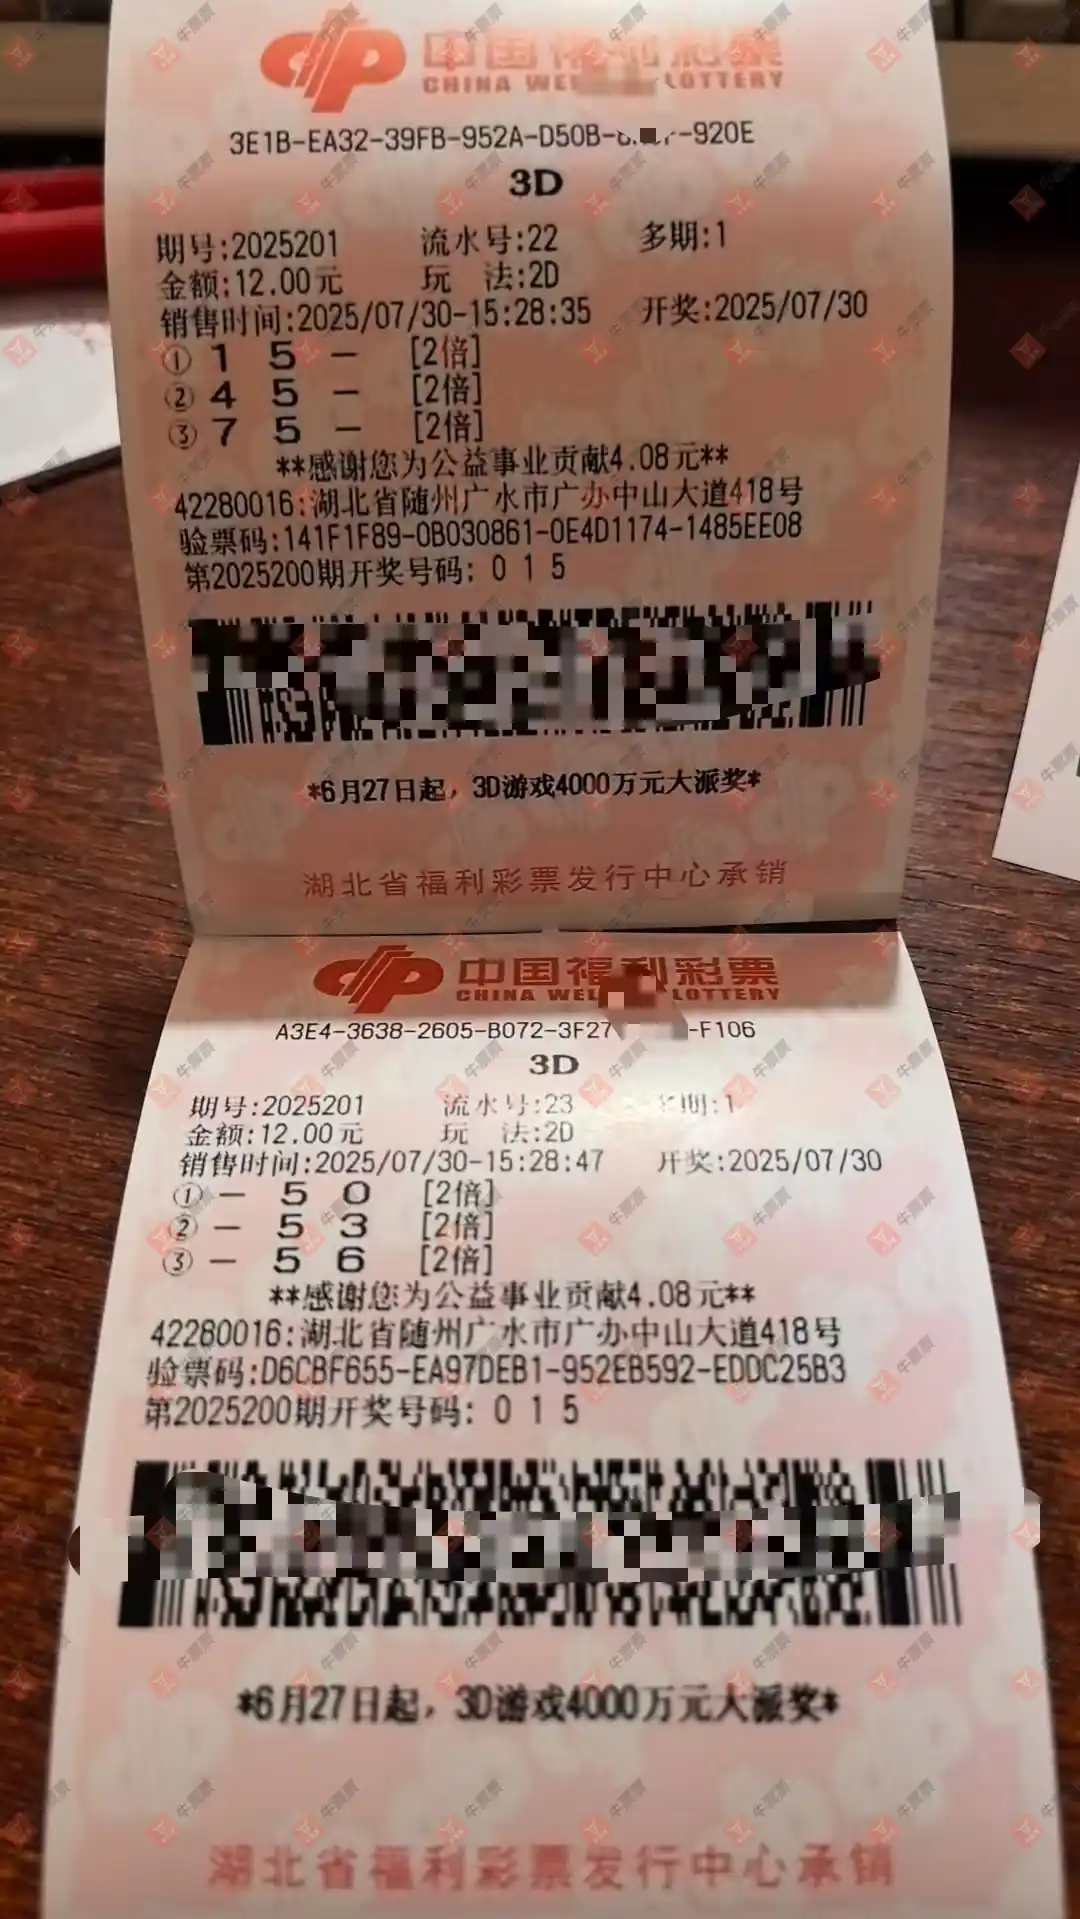 中国福利彩票
CHINA WEL LOTTERY
3E1B-EA32-39FB-952A-D50B- -920E
3D
期号:2025201 流水号:22 多期:1
金额:12.00元 玩 法:2D
销售时间:2025/07/30-15:28:35 开奖:2025/07/30
① 1 5 - [2倍]
② 4 5 - [2倍]
③ 7 5 - [2倍]
**感谢您为公益事业贡献4.08元**
42280016:湖北省随州广水市广办中山大道418号
验票码:141F1F89-0B030861-0E4D1174-1485EE08
第2025200期开奖号码: 0 1 5
*6月27日起，3D游戏4000万元大派奖*
湖北省福利彩票发行中心承销
中国福利彩票
CHINA WEL LOTTERY
A3E4-3638-2605-B072-3F27 -F106
3D
期号:2025201 流水号:23 多期:1
金额:12.00元 玩 法:2D
销售时间:2025/07/30-15:28:47 开奖:2025/07/30
① - 5 0 [2倍]
② - 5 3 [2倍]
③ - 5 6 [2倍]
**感谢您为公益事业贡献4.08元**
42280016:湖北省随州广水市广办中山大道418号
验票码:D6CBF655-EA97DEB1-952EB592-EDDC25B3
第2025200期开奖号码: 0 1 5
*6月27日起，3D游戏4000万元大派奖*
湖北省福利彩票发行中心承销